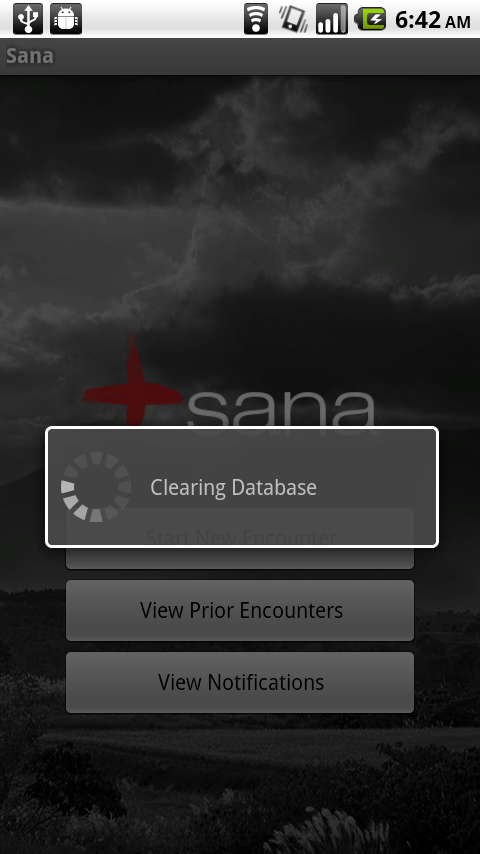 6:42 AM
Sana
sana
Clearing Database
Start New Encounter
View Prior Encounters
View Notifications